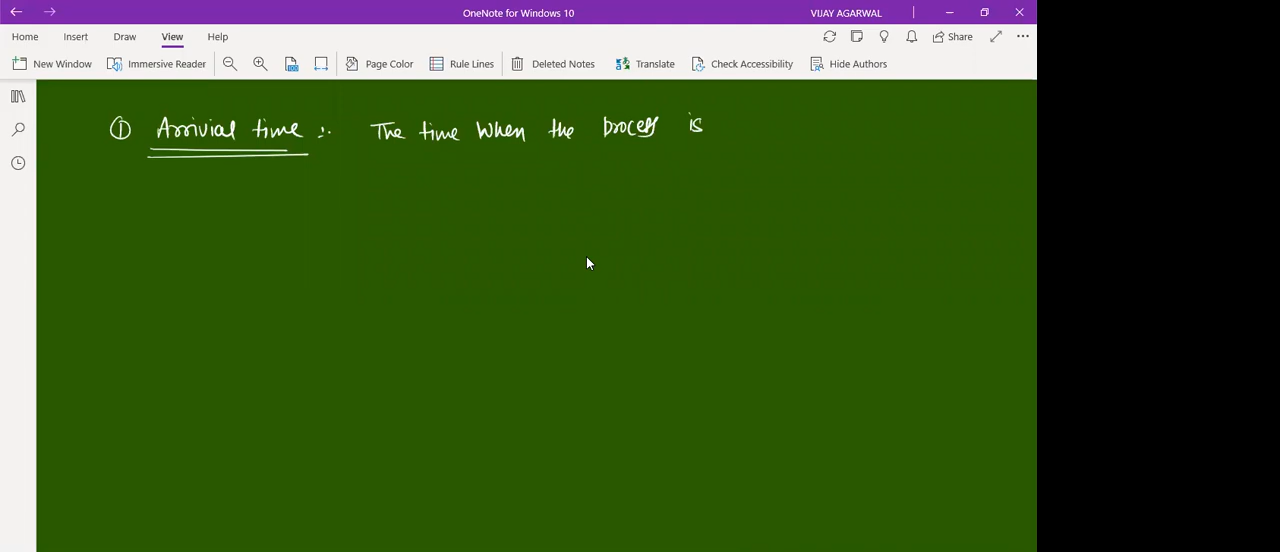 OneNote for Windows 10
VIJAY AGARWAL
Home Insert Draw View Help
Share
New Window Immersive Reader Page Color Rule Lines Deleted Notes Translate Check Accessibility Hide Authors
① Arrivial time :. The time when the process is